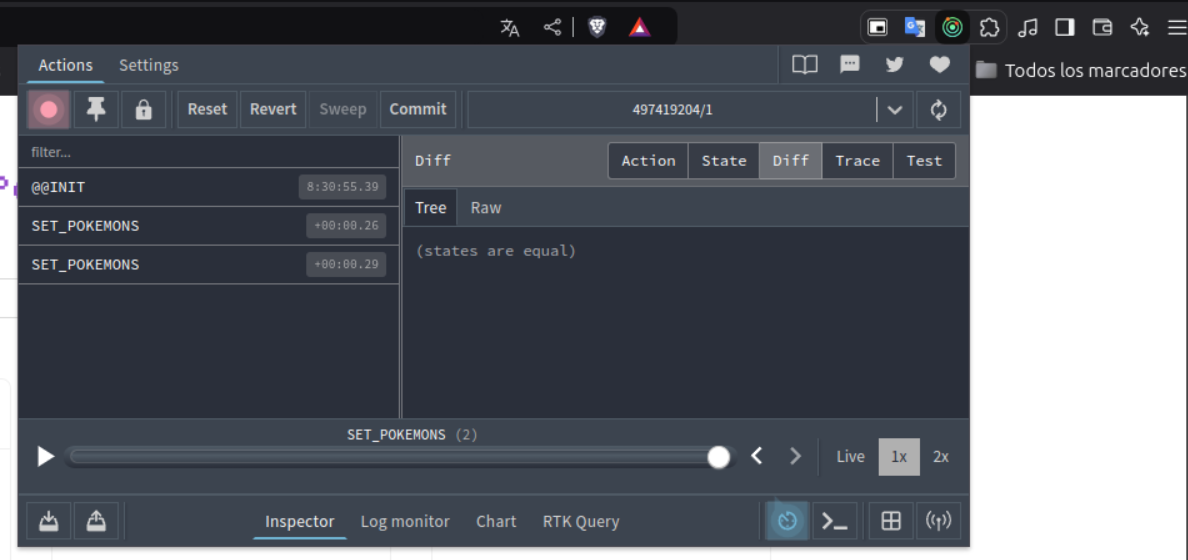 Todos los marcadores
Actions Settings
Reset Revert Sweep Commit 497419204/1
filter...
Diff Action State Diff Trace Test
@@INIT 8:30:55.39
Tree Raw
SET_POKEMONS +00:00.26
(states are equal)
SET_POKEMONS +00:00.29
SET_POKEMONS (2)
Live 1x 2x
Inspector Log monitor Chart RTK Query